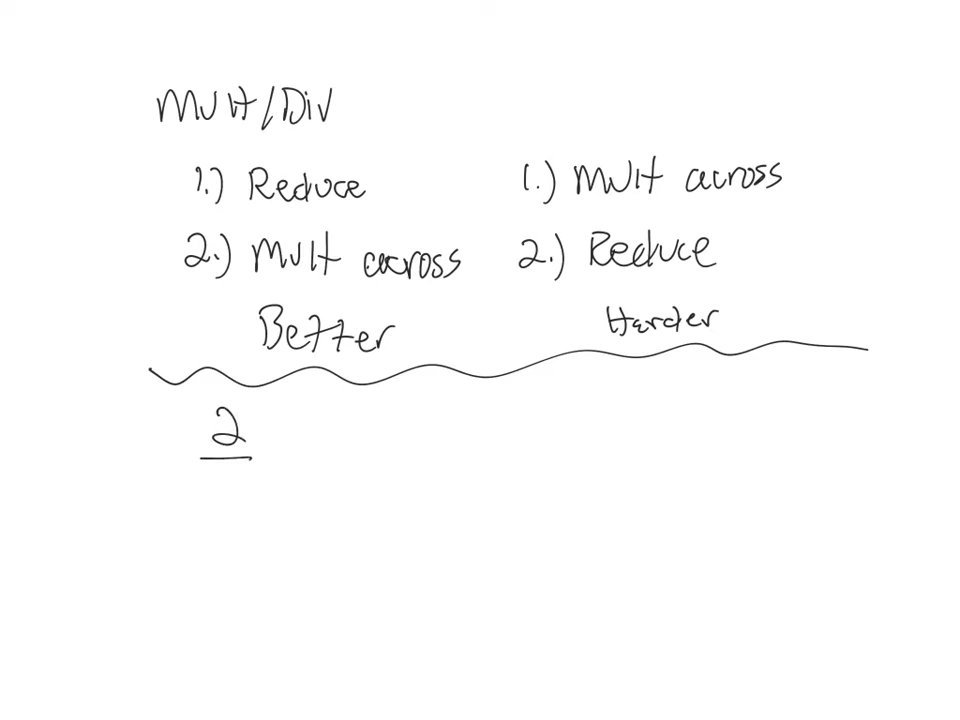 Mult/Div
1.) Reduce
2.) Mult across
Better
1.) Mult across
2.) Reduce
Harder
2